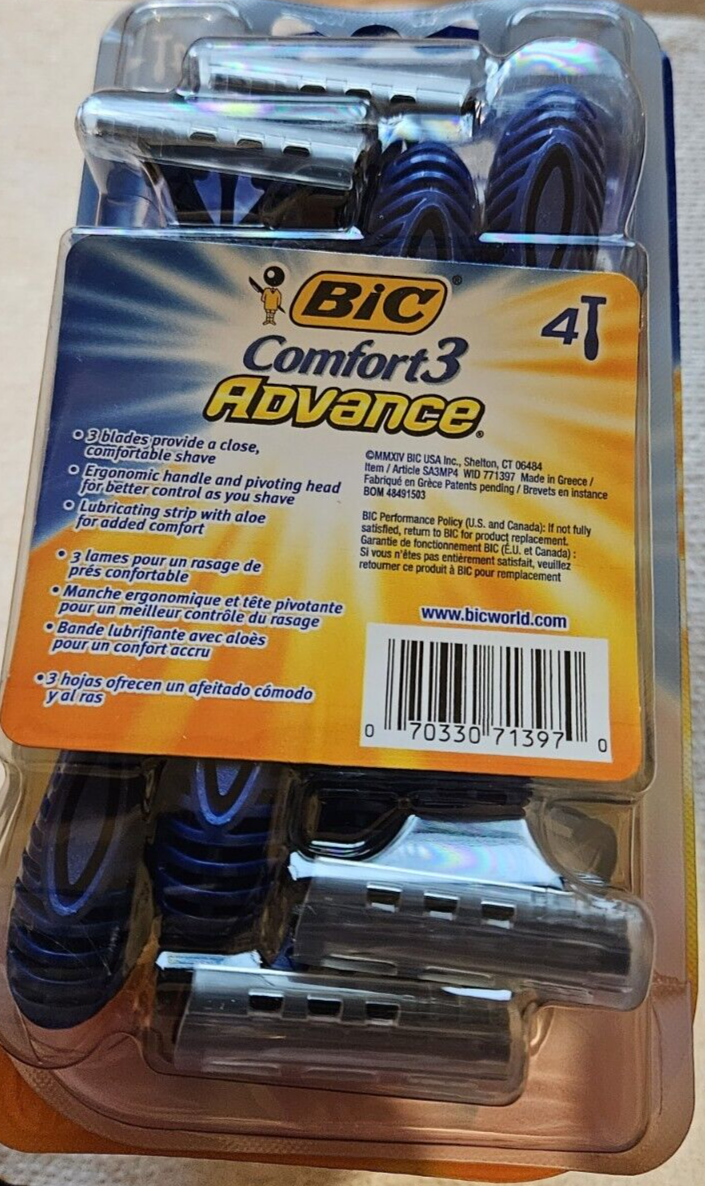 BiC®
4
Comfort3
ADVance®
• 3 blades provide a close,
comfortable shave
• Ergonomic handle and pivoting head
for better control as you shave
• Lubricating strip with aloe
for added comfort
• 3 lames pour un rasage de
prés confortable
• Manche ergonomique et tête pivotante
pour un meilleur contrôle du rasage
• Bande lubrifiante avec aloès
pour un confort accru
• 3 hojas ofrecen un afeitado cómodo
y al ras
©MMXIV BIC USA Inc., Shelton, CT 06484
Item / Article SA3MP4 WID 771397 Made in Greece /
Fabriqué en Grèce Patents pending / Brevets en instance
BOM 48491503
BIC Performance Policy (U.S. and Canada): If not fully
satisfied, return to BIC for product replacement.
Garantie de fonctionnement BIC (É.U. et Canada) :
Si vous n'êtes pas entièrement satisfait, veuillez
retourner ce produit à BIC pour remplacement
www.bicworld.com
0 70330 71397 0